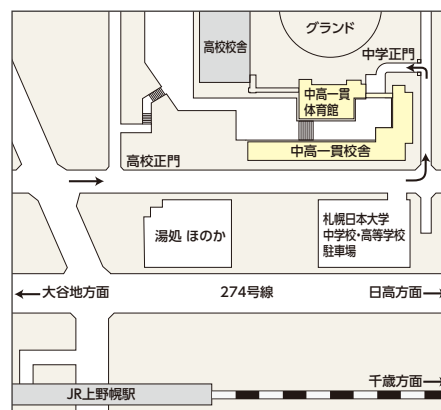 グランド
高校校舎
中学正門
中高一貫
体育館
高校正門
中高一貫校舎
湯処 ほのか
札幌日本大学
中学校・高等学校
駐車場
大谷地方面
274号線
日高方面
千歳方面
JR上野幌駅